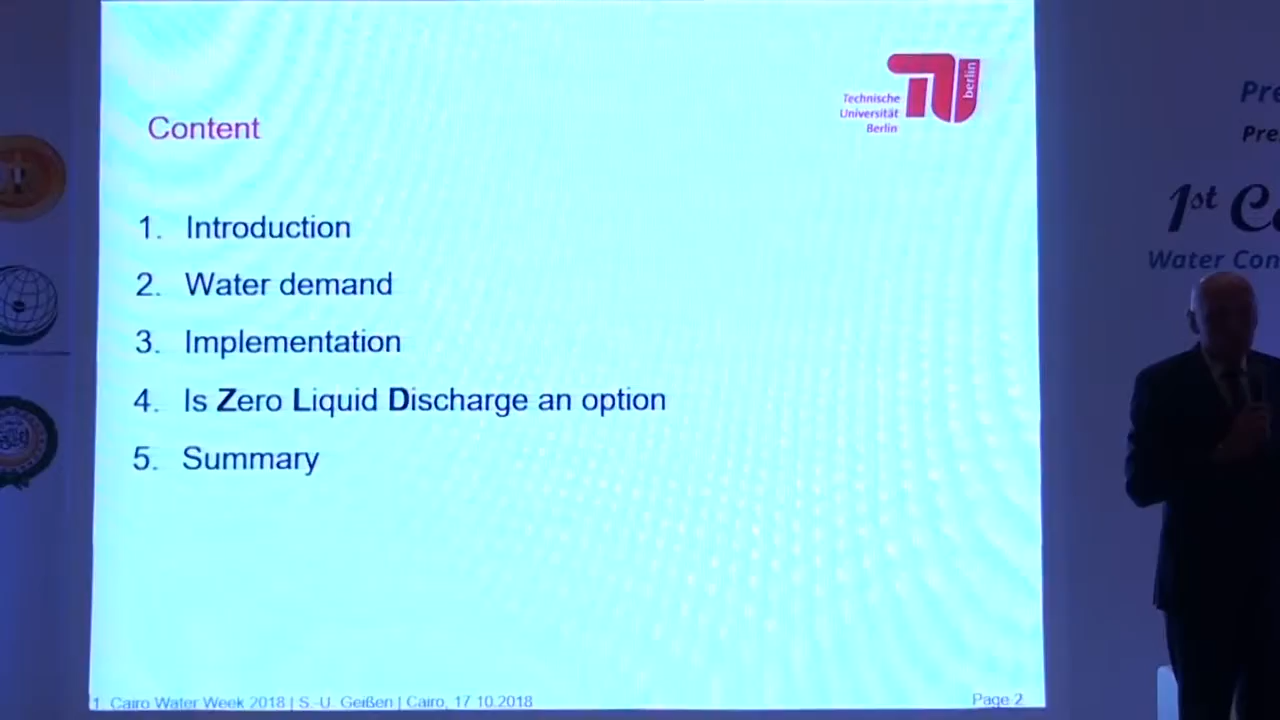 Content
Technische
Universität
Berlin
berlin
1. Introduction
2. Water demand
3. Implementation
4. Is Zero Liquid Discharge an option
5. Summary
1. Cairo Water Week 2018 | S.-U. Geißen | Cairo, 17 10.2018
Page 2
1st
Water